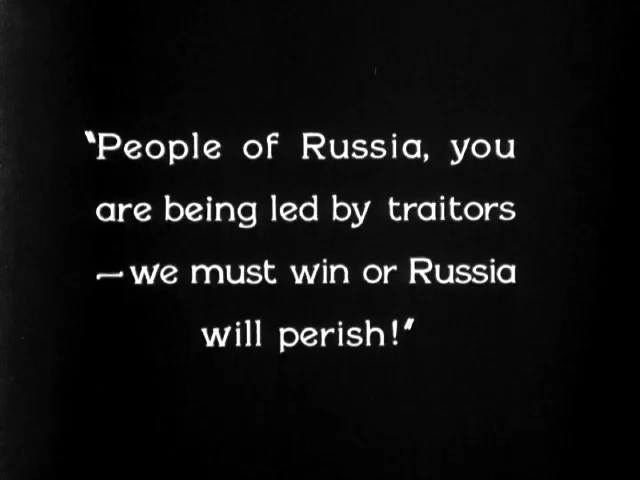 "People of Russia, you
are being led by traitors
—we must win or Russia
will perish!"